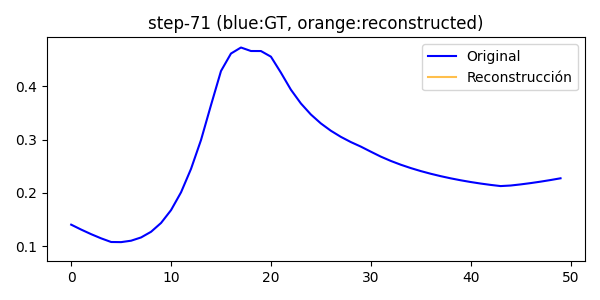 step-71 (blue:GT, orange:reconstructed)
Original
Reconstrucción
0.4
0.3
0.2
0.1
0 10 20 30 40 50